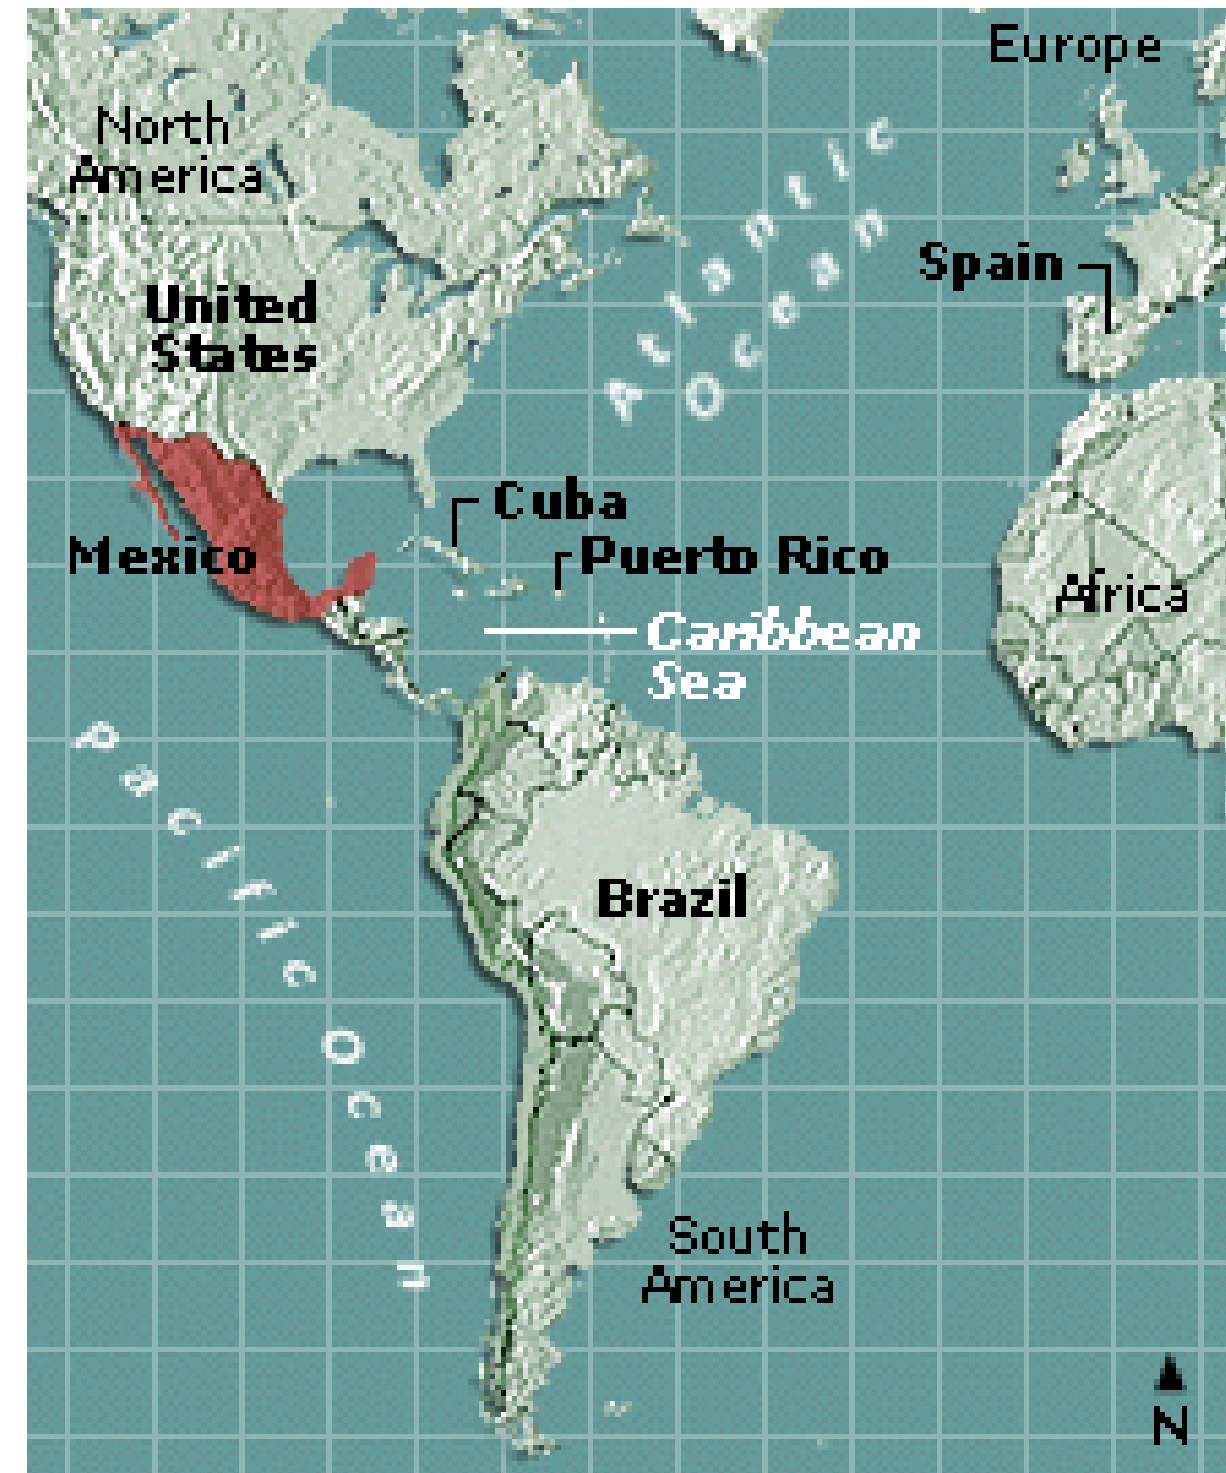 Europe
North
America
Atlantic
Ocean
Spain
United
States
Cuba
Mexico
Puerto Rico
Africa
Caribbean
Sea
Pacific Ocean
Brazil
South
America
N